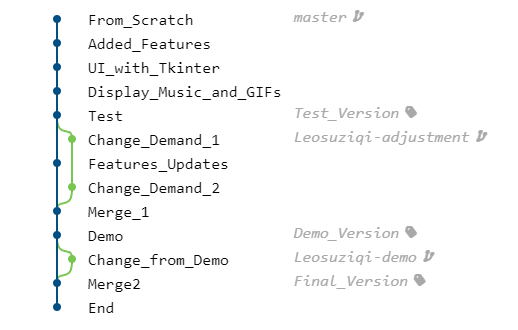 From_Scratch master
Added_Features
UI_with_Tkinter
Display_Music_and_GIFs
Test Test_Version
Change_Demand_1 Leosuziqi-adjustment
Features_Updates
Change_Demand_2
Merge_1
Demo Demo_Version
Change_from_Demo Leosuziqi-demo
Merge2 Final_Version
End